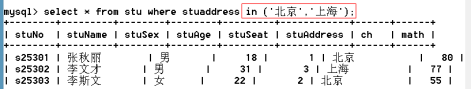 mysql> select * from stu where stuaddress in ('北京','上海');
+--------+---------+--------+--------+---------+------------+------+------+
| stuNo | stuName | stuSex | stuAge | stuSeat | stuAddress | ch | math |
+--------+---------+--------+--------+---------+------------+------+------+
| s25301 | 张秋丽 | 男 | 18 | 1 | 北京 | 80 |
| s25302 | 李文才 | 男 | 31 | 3 | 上海 | 77 |
| s25303 | 李斯文 | 女 | 22 | 2 | 北京 | 55 |